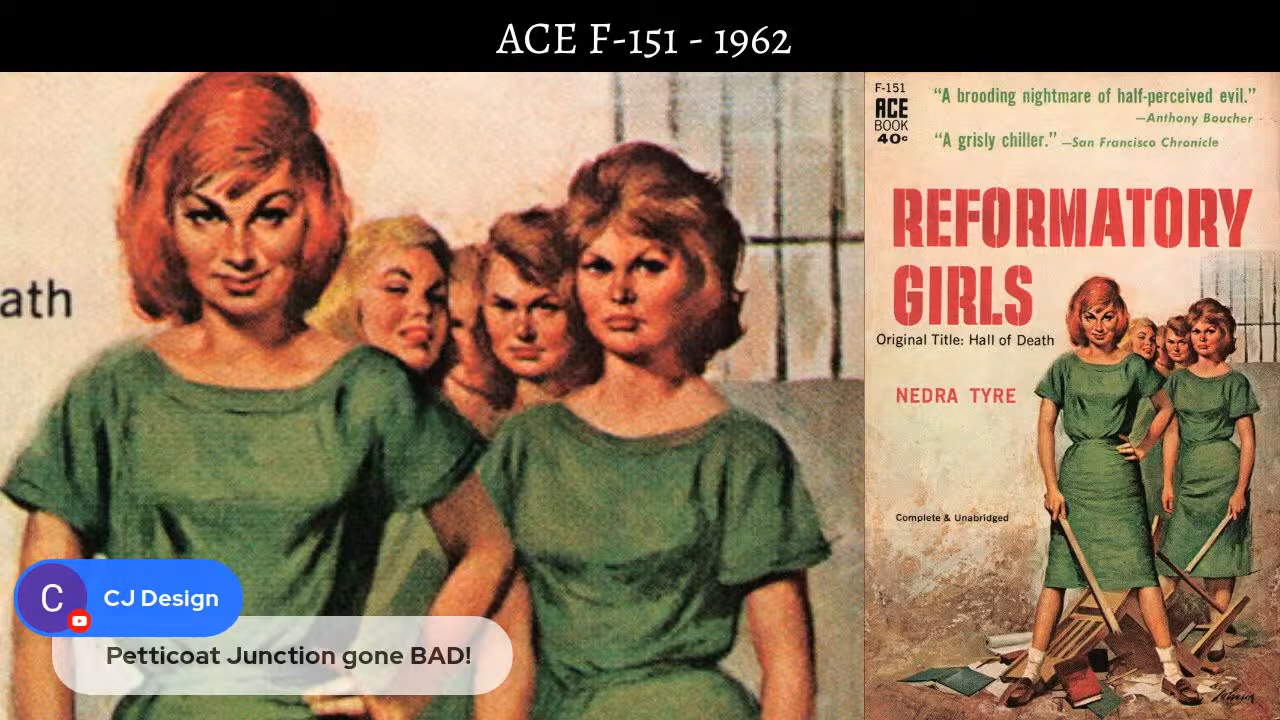 ACE F-151 - 1962
ath
F-151
ACE
BOOK
40c
“A brooding nightmare of half-perceived evil.”
—Anthony Boucher
“A grisly chiller.” —San Francisco Chronicle
REFORMATORY
GIRLS
Original Title: Hall of Death
NEDRA TYRE
Complete & Unabridged
C CJ Design
Petticoat Junction gone BAD!